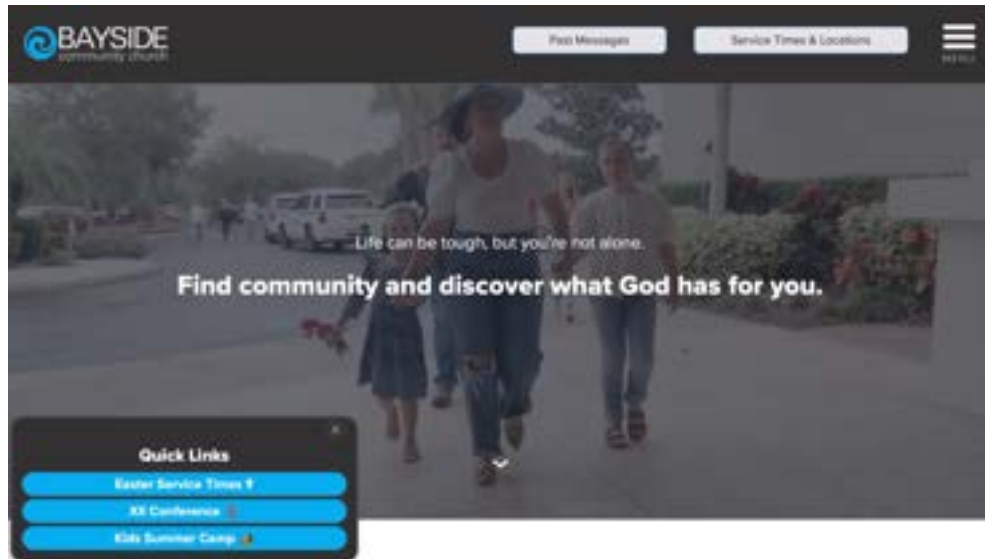 BAYSIDE
community church
Past Messages
Service Times & Locations
MENU
Life can be tough, but you're not alone.
Find community and discover what God has for you.
Quick Links
Easter Service Times ✝
Conference
Kids Summer Camp